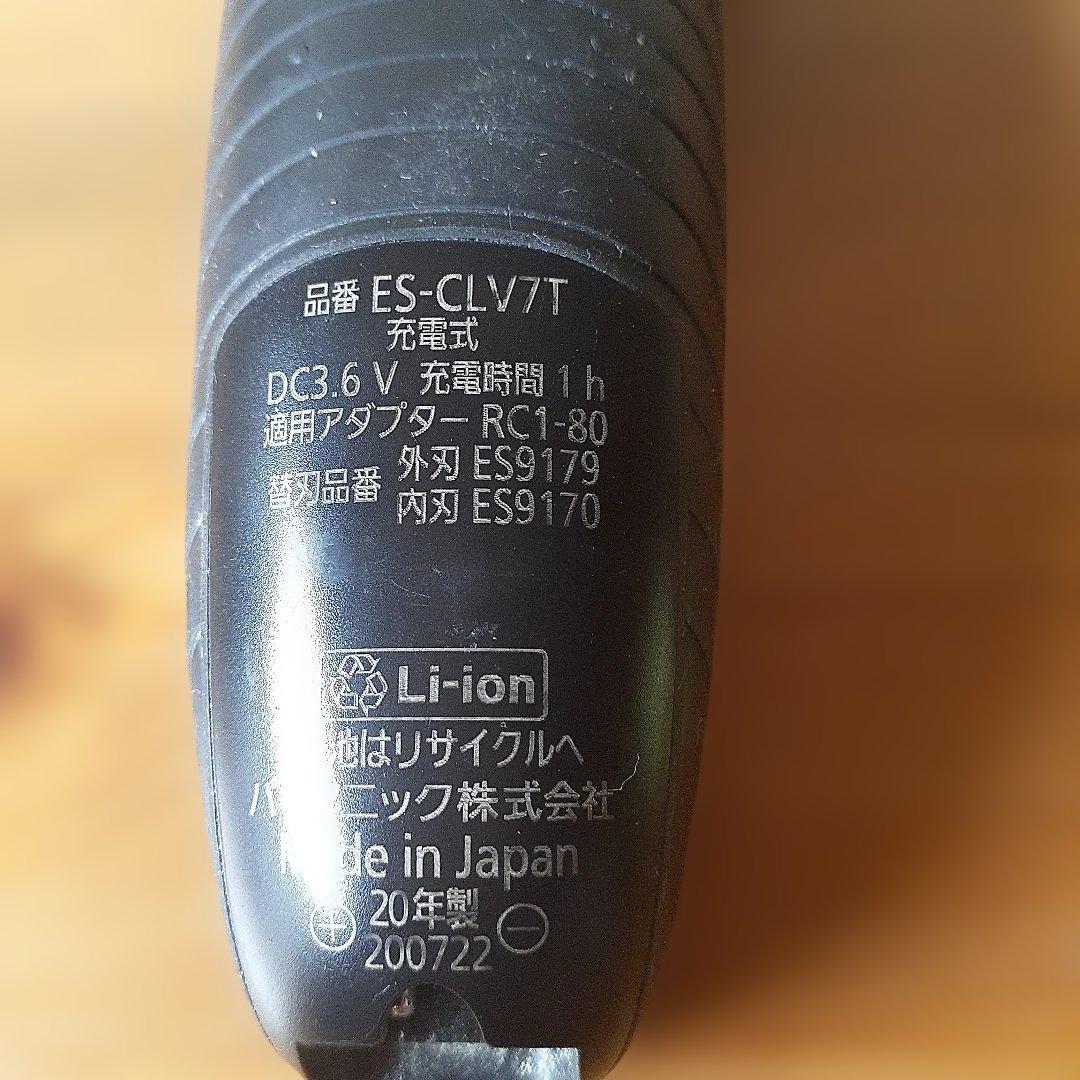 品番 ES-CLV7T
充電式
DC3.6 V 充電時間 1 h
適用アダプター RC1-80
替刃品番 外刃 ES9179
内刃 ES9170
Li-ion
池はリサイクルへ
ニック株式会社
in Japan
20年製
200722